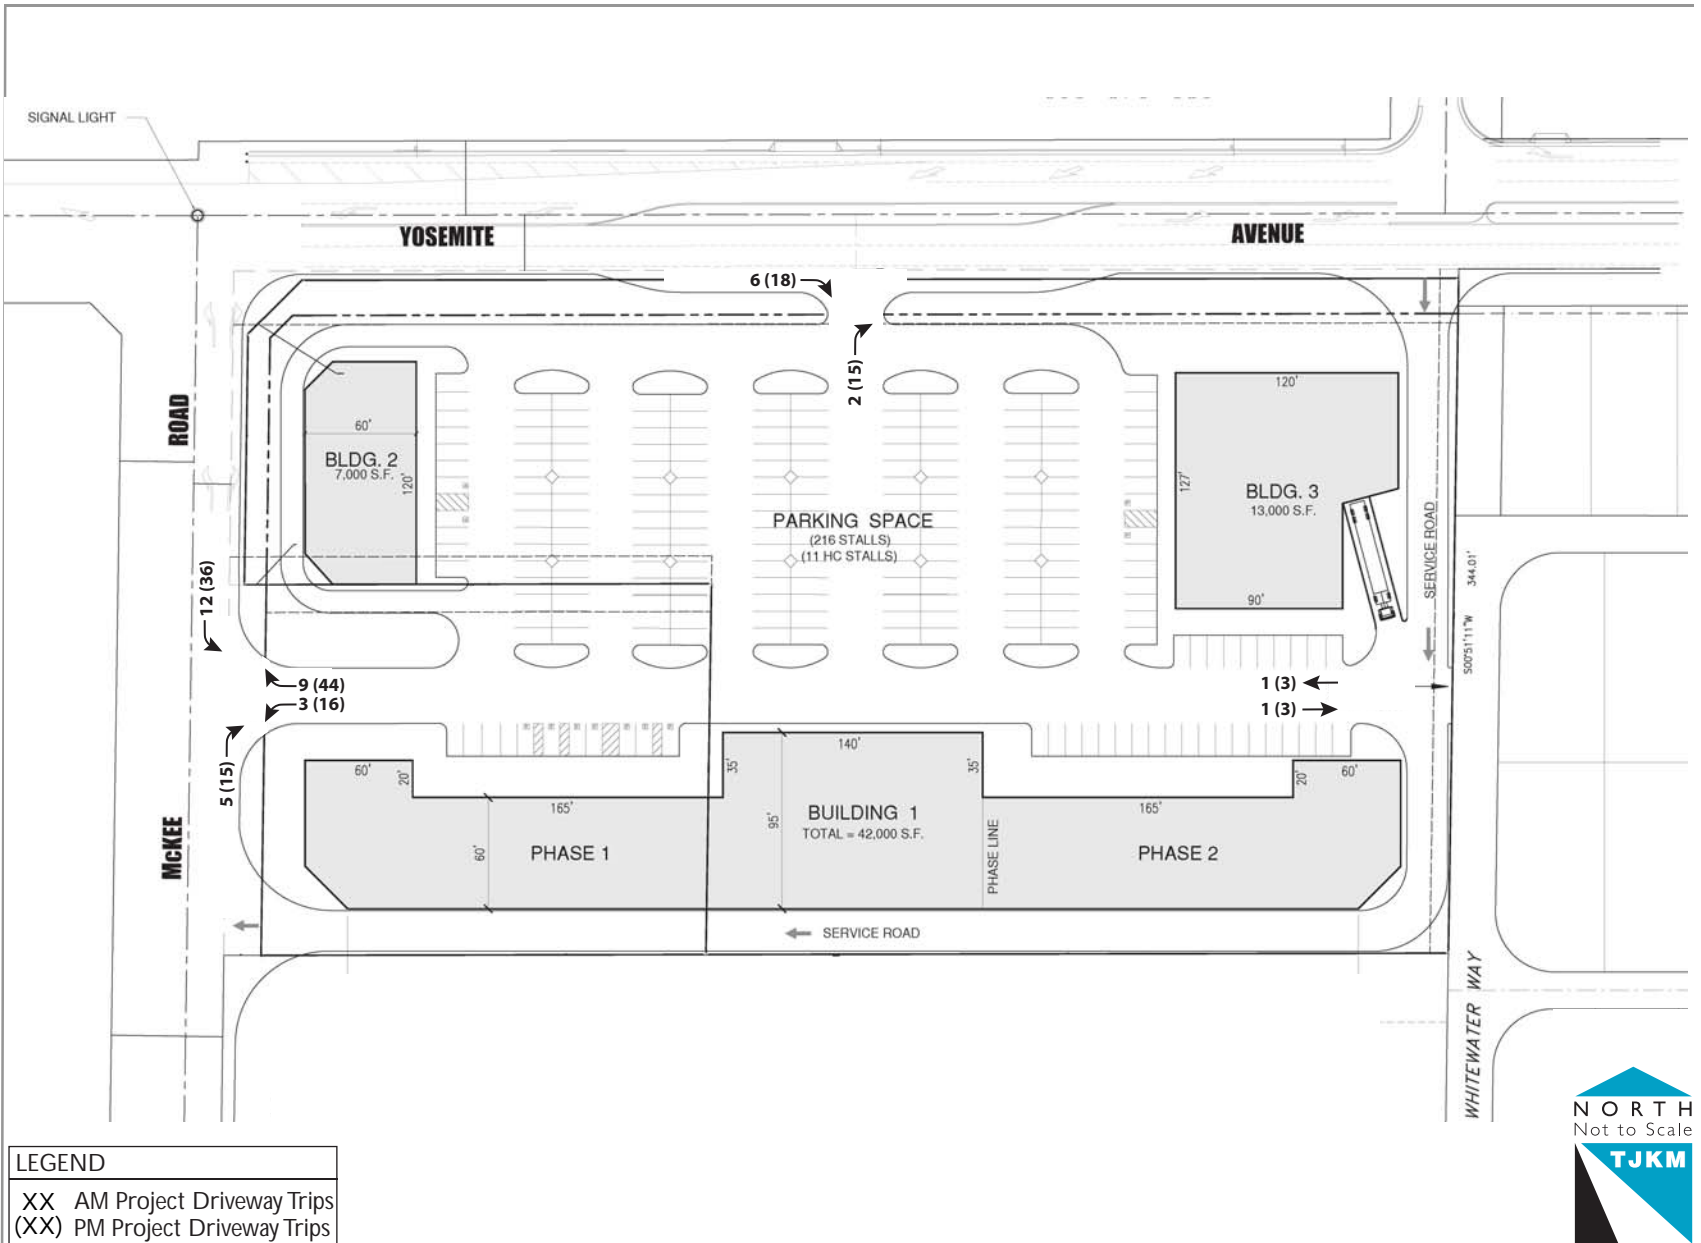 SIGNAL LIGHT
YOSEMITE
AVENUE
6 (18)
2 (15)
ROAD
60'
BLDG. 2
7,000 S.F.
120'
120'
127'
BLDG. 3
13,000 S.F.
90'
PARKING SPACE
(216 STALLS)
(11 HC STALLS)
SERVICE ROAD
344.01'
S00°51'11"W
12 (36)
9 (44)
3 (16)
1 (3)
1 (3)
5 (15)
McKEE
60'
20'
165'
60'
PHASE 1
35'
140'
35'
95'
BUILDING 1
TOTAL = 42,000 S.F.
PHASE LINE
165'
PHASE 2
20'
60'
SERVICE ROAD
WHITEWATER WAY
NORTH
Not to Scale
TJKM
LEGEND
XX AM Project Driveway Trips
(XX) PM Project Driveway Trips